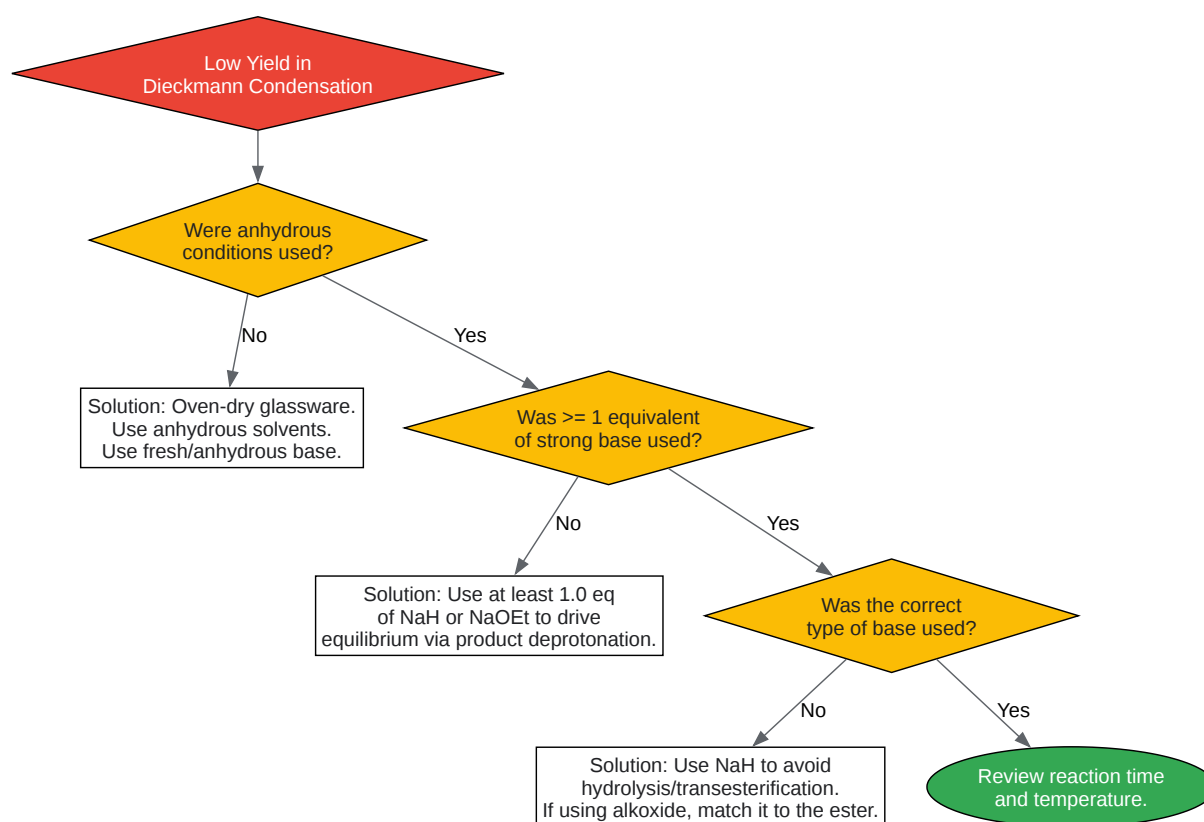 Low Yield in
Dieckmann Condensation
Were anhydrous
conditions used?
No
Yes
Solution: Oven-dry glassware.
Use anhydrous solvents.
Use fresh/anhydrous base.
Was >= 1 equivalent
of strong base used?
No
Yes
Solution: Use at least 1.0 eq
of NaH or NaOEt to drive
equilibrium via product deprotonation.
Was the correct
type of base used?
No
Yes
Solution: Use NaH to avoid
hydrolysis/transesterification.
If using alkoxide, match it to the ester.
Review reaction time
and temperature.